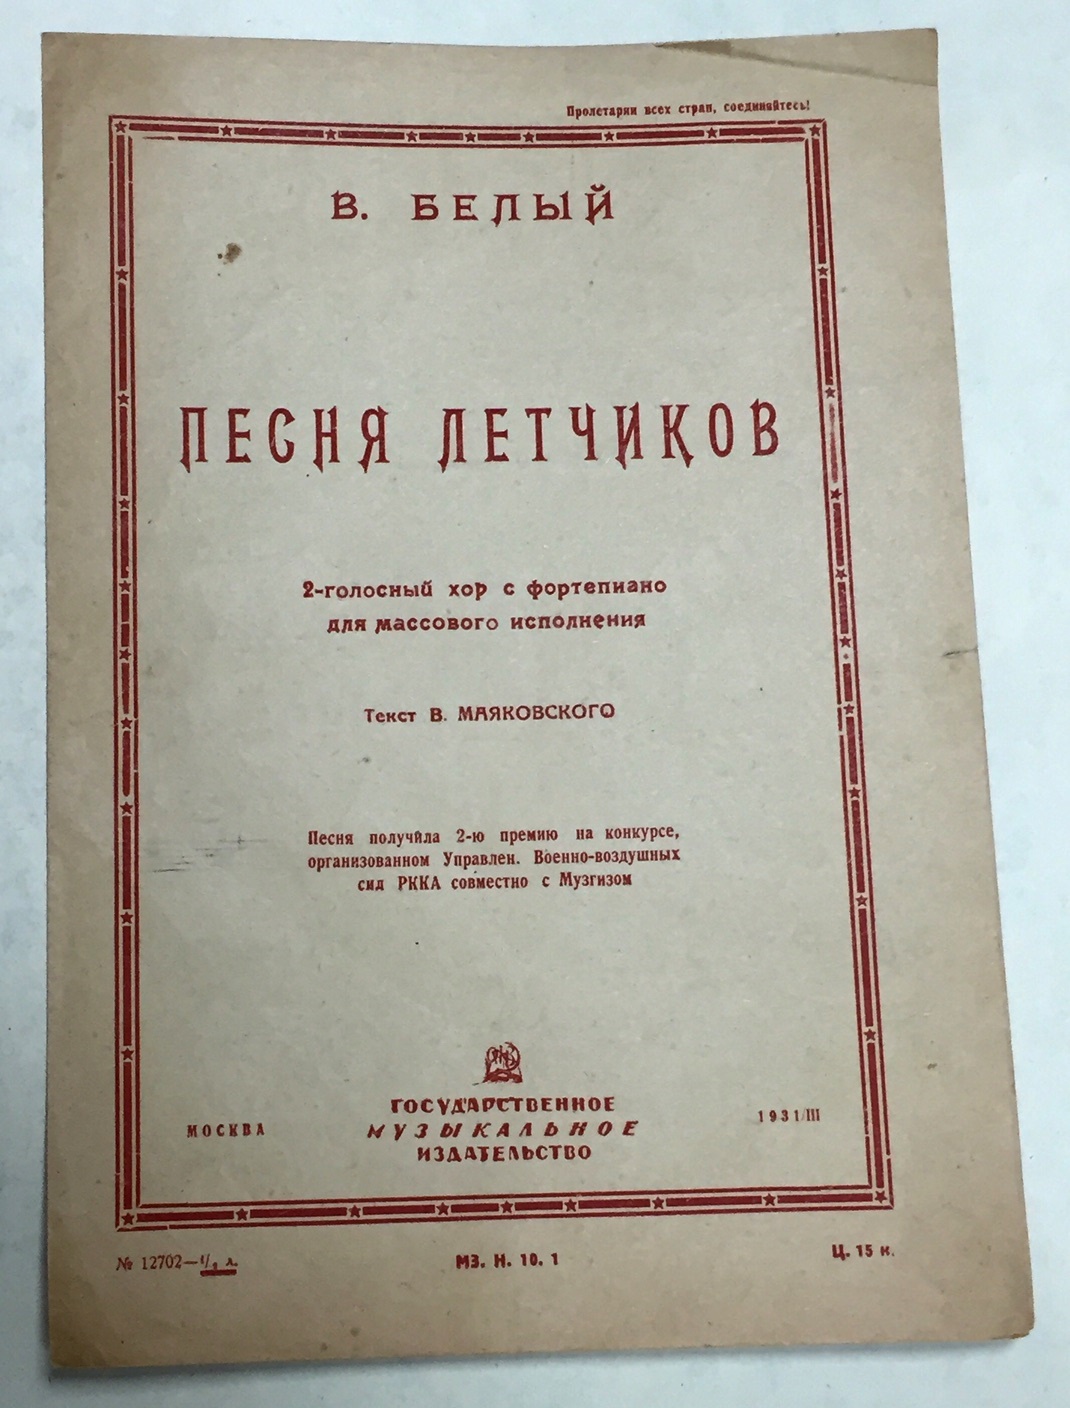 Пролетарии всех стран, соединяйтесь!
В. БЕЛЫЙ
ПЕСНЯ ЛЕТЧИКОВ
2-голосный хор с фортепиано
для массового исполнения
Текст В. МАЯКОВСКОГО
Песня получила 2-ю премию на конкурсе,
организованном Управлен. Военно-воздушных
сил РККА совместно с Музгизом
ГОСУДАРСТВЕННОЕ
МУЗЫКАЛЬНОЕ
ИЗДАТЕЛЬСТВО
МОСКВА
1931/III
№ 12702—
МЗ. Н. 10. 1
Ц. 15 к.